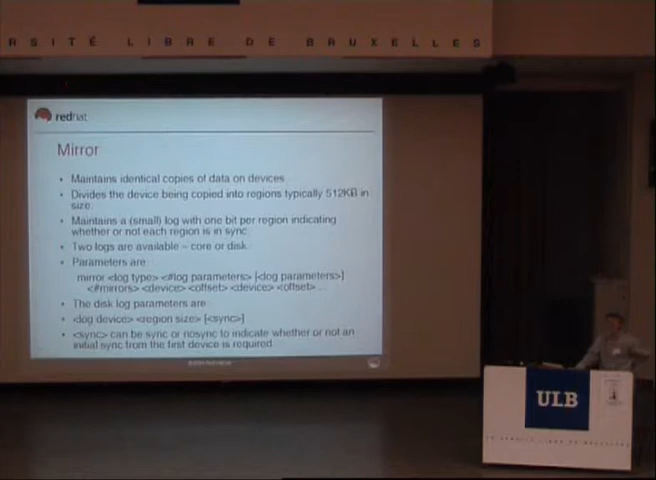 RSITÉ LIBRE DE BRUXELLES
redhat
Mirror
• Maintains identical copies of data on devices.
• Divides the device being copied into regions typically 512KB in
size.
• Maintains a (small) log with one bit per region indicating
whether or not each region is in sync.
• Two logs are available – core or disk.
• Parameters are:
mirror <log type> <#log parameters> [<log parameters>]
<#mirrors> <device> <offset> <device> <offset> ...
• The disk log parameters are:
• <log device> <region size> [<sync>]
• <sync> can be sync or nosync to indicate whether or not an
initial sync from the first device is required.
ULB